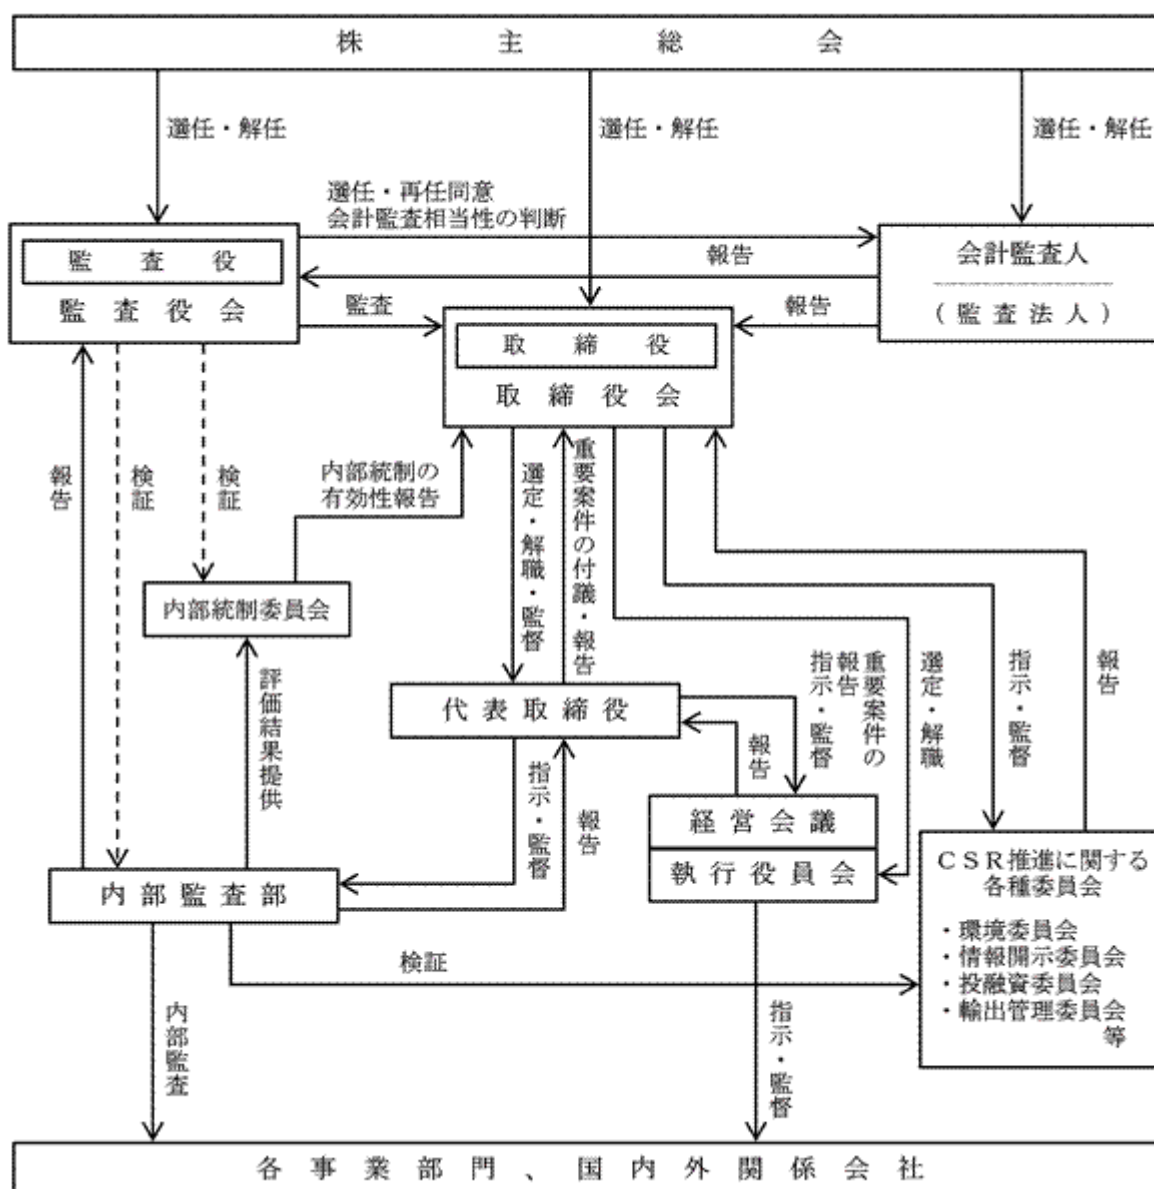 株主総会
選任・解任
選任・解任
選任・解任
選任・再任同意
会計監査相当性の判断
監査役
監査役会
報告
会計監査人
(監査法人)
監査
報告
取締役
取締役会
報告
検証
検証
内部統制の
有効性報告
選定・解職・監督
重要案件の付議・報告
内部統制委員会
評価結果提供
代表取締役
指示・監督
報告
報告
重要案件の
報告
指示・監督
選定・解職
指示・監督
報告
経営会議
執行役員会
内部監査部
CSR推進に関する
各種委員会
・環境委員会
・情報開示委員会
・投融資委員会
・輸出管理委員会
等
検証
内部監査
指示・監督
各事業部門、国内外関係会社